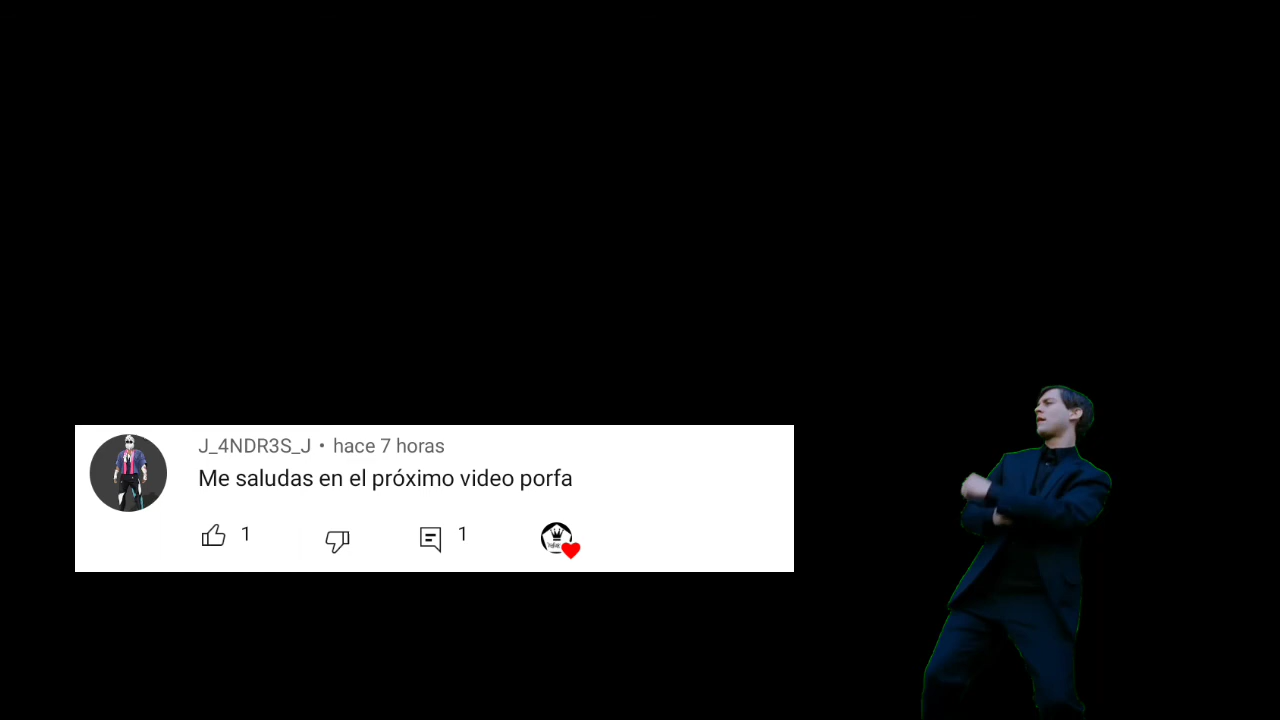 J_4NDR3S_J • hace 7 horas
Me saludas en el próximo video porfa
1 1